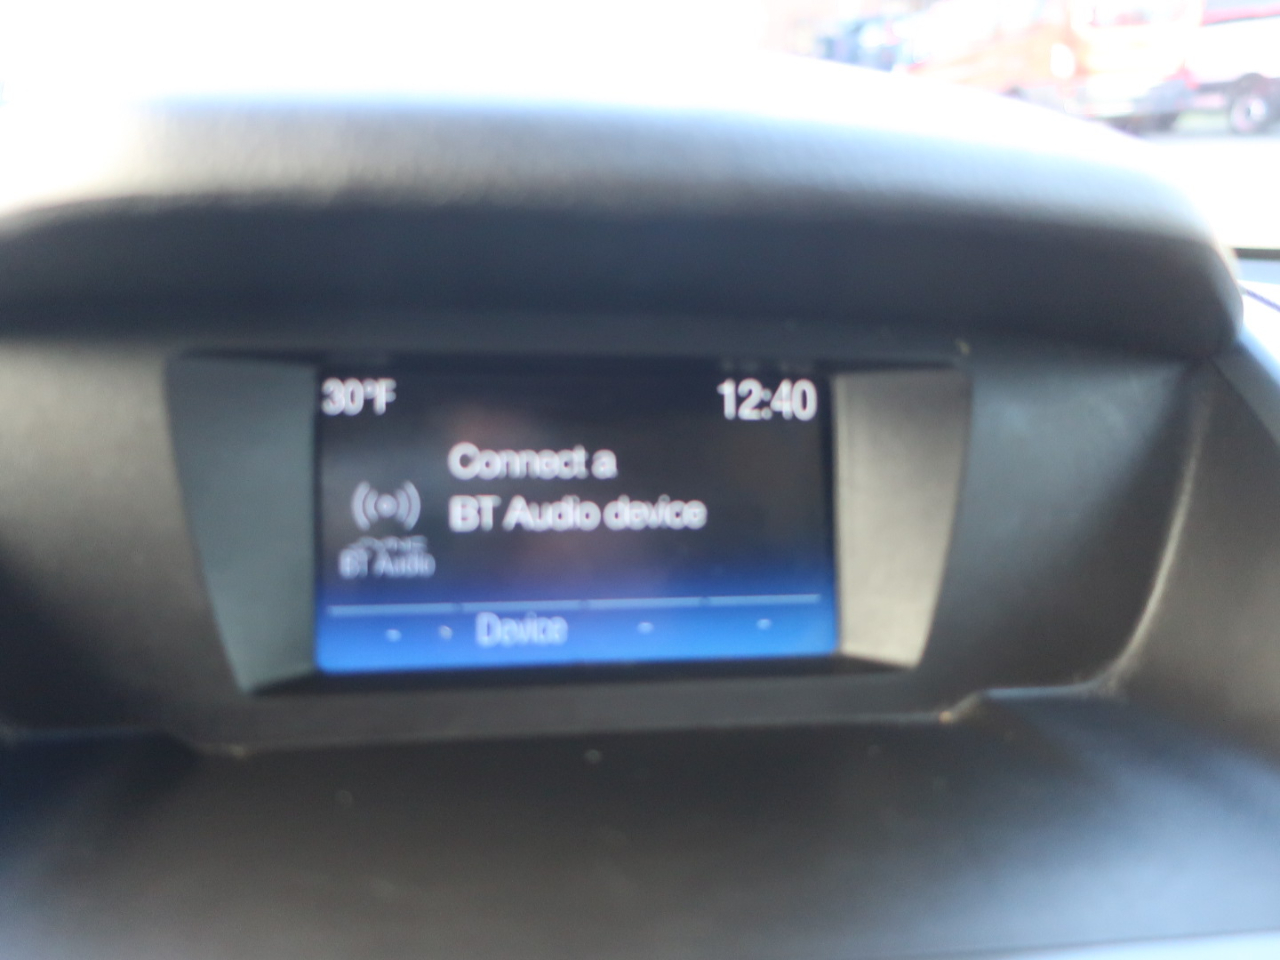 30°F 12:40
Connect a
BT Audio device
BT Audio
Device